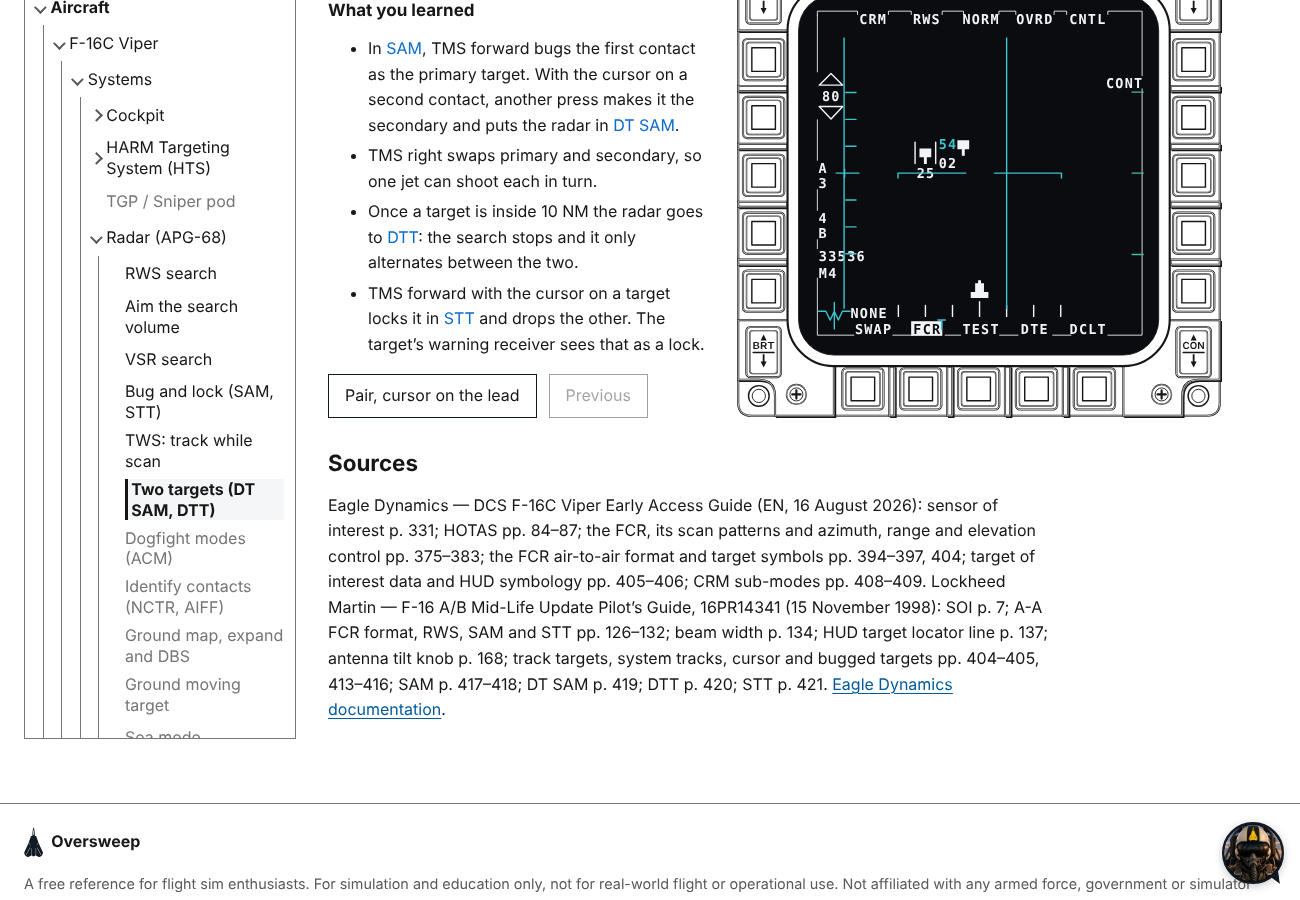 Aircraft
F-16C Viper
Systems
Cockpit
HARM Targeting
System (HTS)
TGP / Sniper pod
Radar (APG-68)
RWS search
Aim the search
volume
VSR search
Bug and lock (SAM,
STT)
TWS: track while
scan
Two targets (DT
SAM, DTT)
Dogfight modes
(ACM)
Identify contacts
(NCTR, AIFF)
Ground map, expand
and DBS
Ground moving
target
Sea mode
What you learned
In SAM, TMS forward bugs the first contact
as the primary target. With the cursor on a
second contact, another press makes it the
secondary and puts the radar in DT SAM.
TMS right swaps primary and secondary, so
one jet can shoot each in turn.
Once a target is inside 10 NM the radar goes
to DTT: the search stops and it only
alternates between the two.
TMS forward with the cursor on a target
locks it in STT and drops the other. The
target’s warning receiver sees that as a lock.
Pair, cursor on the lead
Previous
CRM RWS NORM OVRD CNTL
CONT
80
54
02
25
A
3
4
B
33536
M4
NONE
SWAP FCR TEST DTE DCLT
BRT
CON
Sources
Eagle Dynamics — DCS F-16C Viper Early Access Guide (EN, 16 August 2026): sensor of
interest p. 331; HOTAS pp. 84–87; the FCR, its scan patterns and azimuth, range and elevation
control pp. 375–383; the FCR air-to-air format and target symbols pp. 394–397, 404; target of
interest data and HUD symbology pp. 405–406; CRM sub-modes pp. 408–409. Lockheed
Martin — F-16 A/B Mid-Life Update Pilot’s Guide, 16PR14341 (15 November 1998): SOI p. 7; A-A
FCR format, RWS, SAM and STT pp. 126–132; beam width p. 134; HUD target locator line p. 137;
antenna tilt knob p. 168; track targets, system tracks, cursor and bugged targets pp. 404–405,
413–416; SAM p. 417–418; DT SAM p. 419; DTT p. 420; STT p. 421. Eagle Dynamics
documentation.
Oversweep
A free reference for flight sim enthusiasts. For simulation and education only, not for real-world flight or operational use. Not affiliated with any armed force, government or simulator